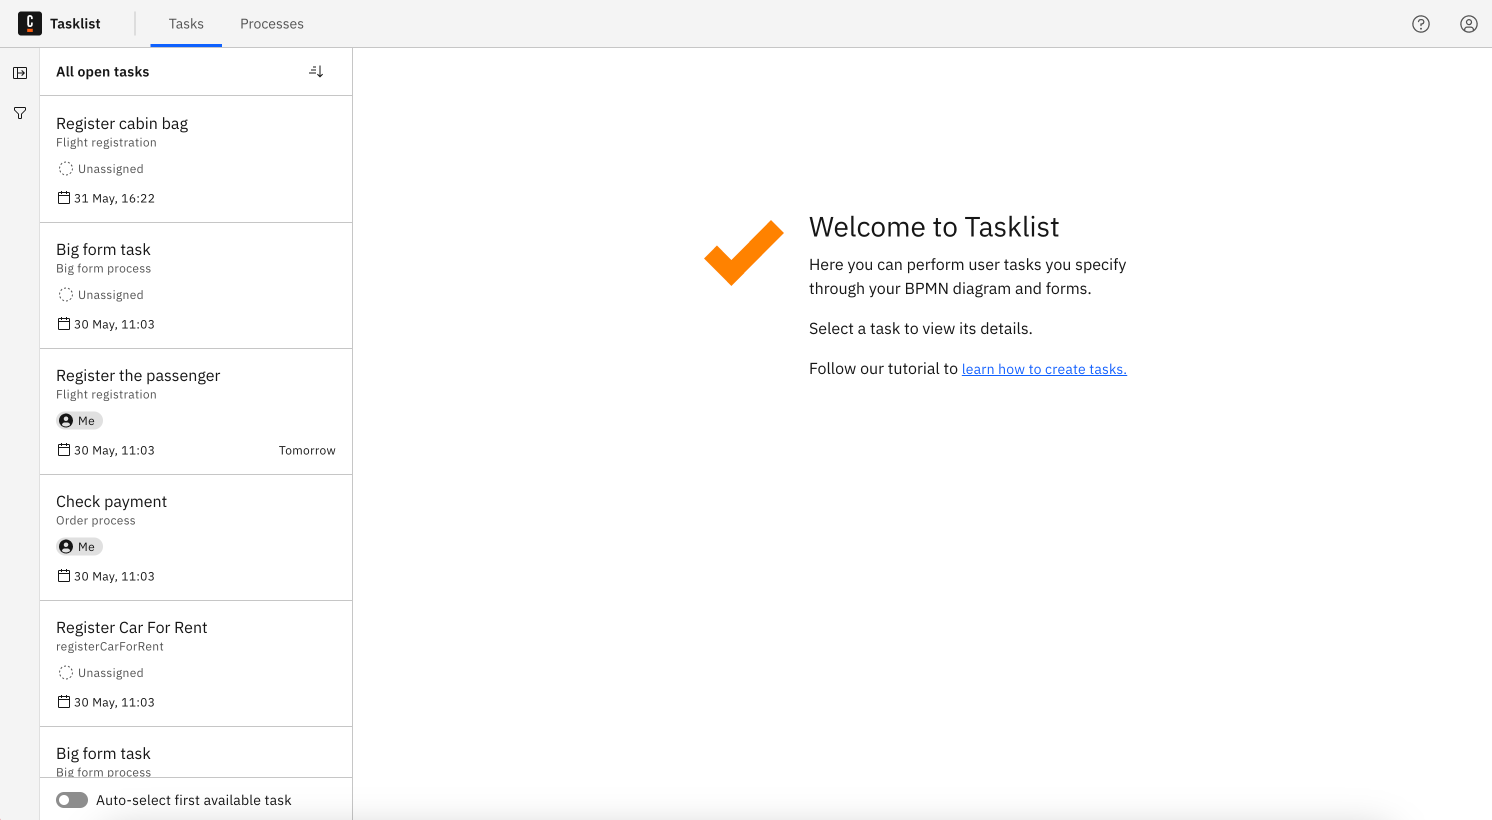 Tasklist
Tasks
Processes
All open tasks
Register cabin bag
Flight registration
Unassigned
31 May, 16:22
Big form task
Big form process
Unassigned
30 May, 11:03
Register the passenger
Flight registration
Me
30 May, 11:03
Tomorrow
Check payment
Order process
Me
30 May, 11:03
Register Car For Rent
registerCarForRent
Unassigned
30 May, 11:03
Big form task
Big form process
Auto-select first available task
Welcome to Tasklist
Here you can perform user tasks you specify
through your BPMN diagram and forms.
Select a task to view its details.
Follow our tutorial to learn how to create tasks.